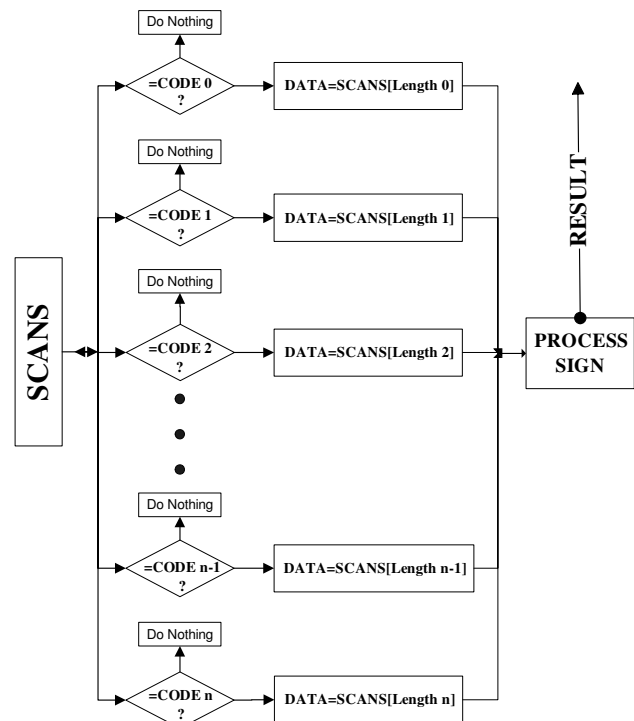 Do Nothing
=CODE 0
?
DATA=SCANS[Length 0]
Do Nothing
=CODE 1
?
DATA=SCANS[Length 1]
RESULT
SCANS
Do Nothing
=CODE 2
?
DATA=SCANS[Length 2]
PROCESS
SIGN
Do Nothing
=CODE n-1
?
DATA=SCANS[Length n-1]
Do Nothing
=CODE n
?
DATA=SCANS[Length n]